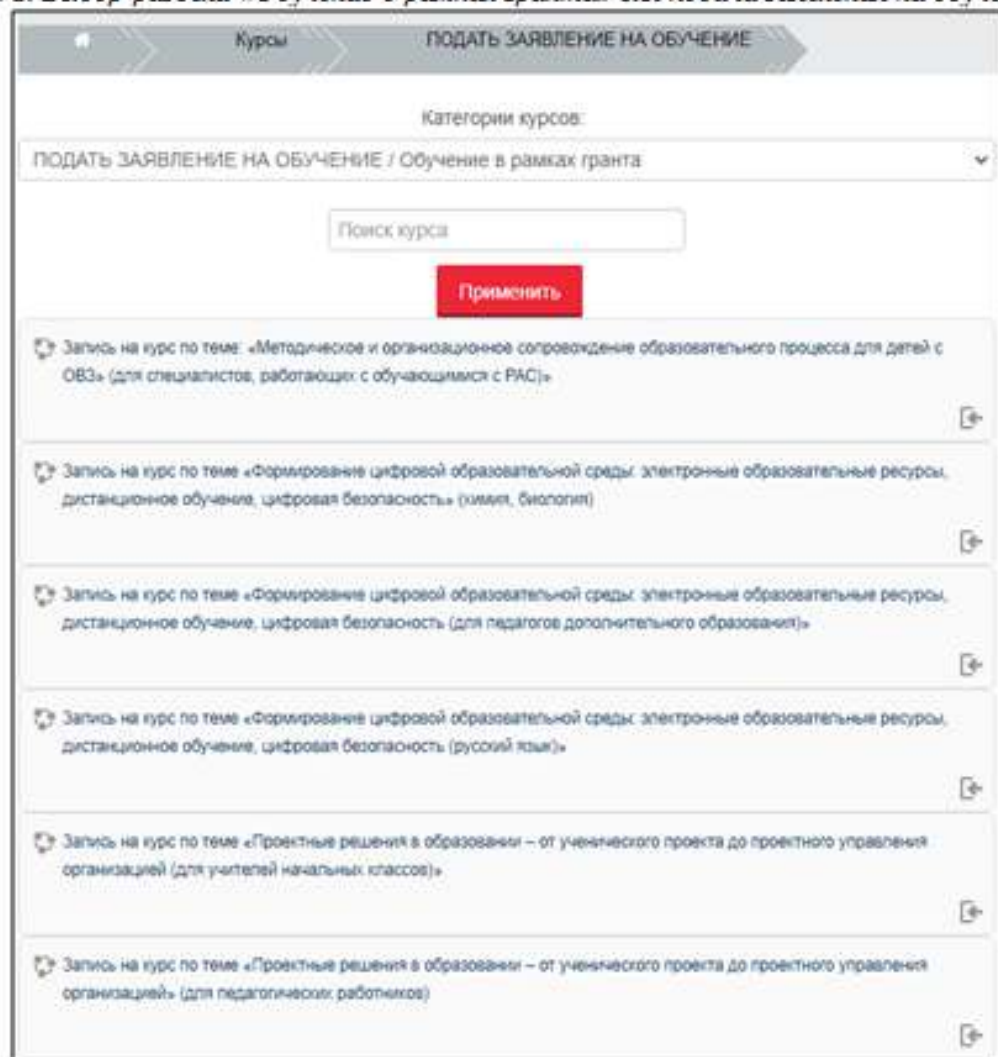 Курсы
ПОДАТЬ ЗАЯВЛЕНИЕ НА ОБУЧЕНИЕ
Категории курсов:
ПОДАТЬ ЗАЯВЛЕНИЕ НА ОБУЧЕНИЕ / Обучение в рамках гранта
Поиск курса
Применить
Запись на курс по теме: «Методическое и организационное сопровождение образовательного процесса для детей с
ОВЗ» (для специалистов, работающих с обучающимися с РАС)»
Запись на курс по теме «Формирование цифровой образовательной среды: электронные образовательные ресурсы,
дистанционное обучение, цифровая безопасность» (химия, биология)
Запись на курс по теме «Формирование цифровой образовательной среды: электронные образовательные ресурсы,
дистанционное обучение, цифровая безопасность (для педагогов дополнительного образования)»
Запись на курс по теме «Формирование цифровой образовательной среды: электронные образовательные ресурсы,
дистанционное обучение, цифровая безопасность (русский язык)»
Запись на курс по теме «Проектные решения в образовании – от ученического проекта до проектного управления
организацией (для учителей начальных классов)»
Запись на курс по теме «Проектные решения в образовании – от ученического проекта до проектного управления
организацией» (для педагогических работников)